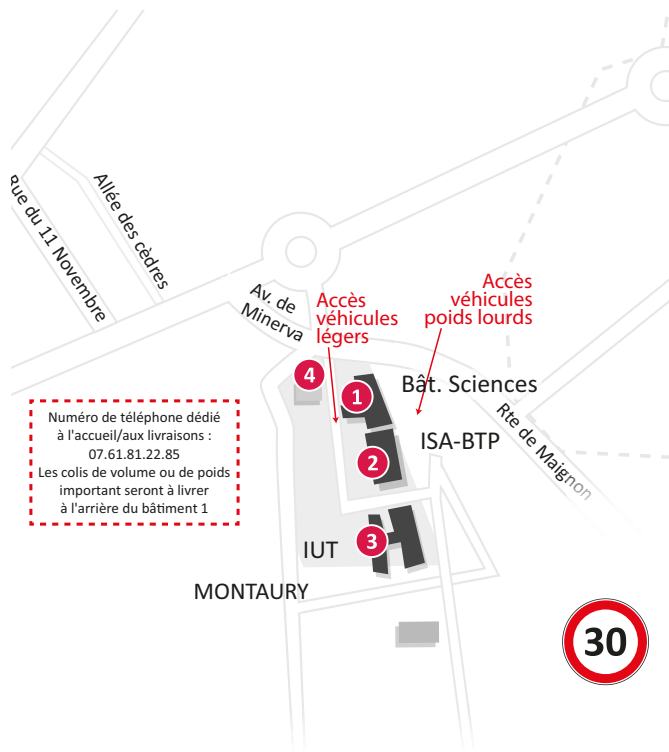 Rue du 11 Novembre
Allée des cèdres
Av. de
Minerva
Accès
véhicules
légers
Accès
véhicules
poids lourds
4
1
Bât. Sciences
Numéro de téléphone dédié
à l'accueil/aux livraisons :
07.61.81.22.85
Les colis de volume ou de poids
important seront à livrer
à l'arrière du bâtiment 1
ISA-BTP
Rte de Maignon
2
3
IUT
MONTAURY
30